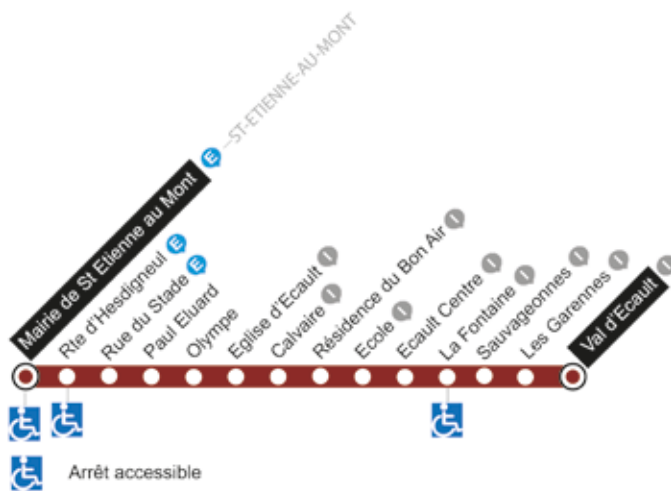 ST-ETIENNE-AU-MONT
Mairie de St Etienne au Mont E
Rte d'Hesdigneul E
Rue du Stade E
Paul Eluard
Olympe
Eglise d'Ecault I
Calvaire I
Résidence du Bon Air I
Ecole I
Ecault Centre I
La Fontaine I
Sauvageonnes I
Les Garennes I
Val d'Ecault I
Arrêt accessible